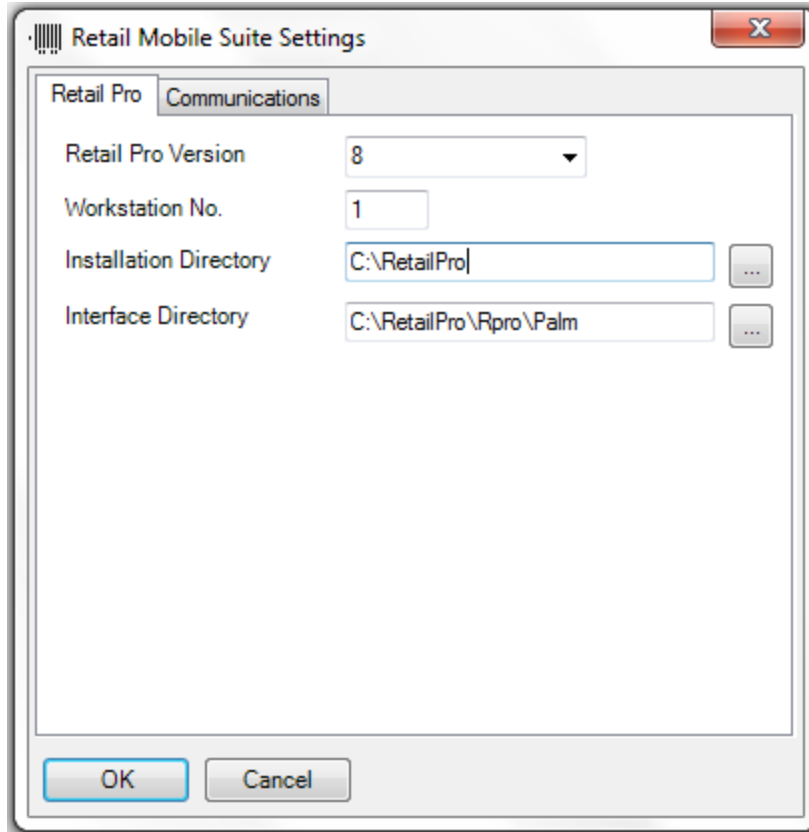 Retail Mobile Suite Settings
X
Retail Pro Communications
Retail Pro Version 8
Workstation No. 1
Installation Directory C:\RetailPro ...
Interface Directory C:\RetailPro\Rpro\Palm ...
OK Cancel